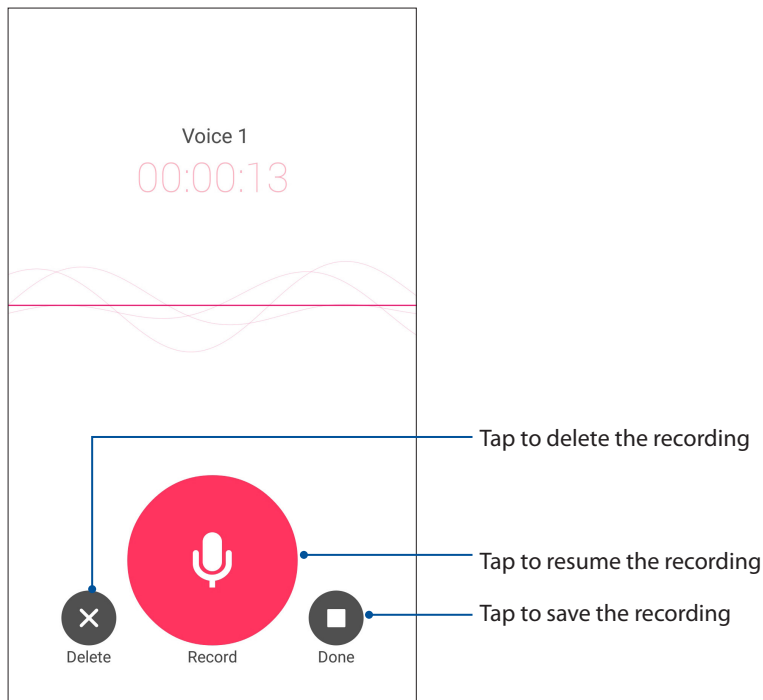 Voice 1
00:00:13
Tap to delete the recording
Tap to resume the recording
Tap to save the recording
Delete
Record
Done